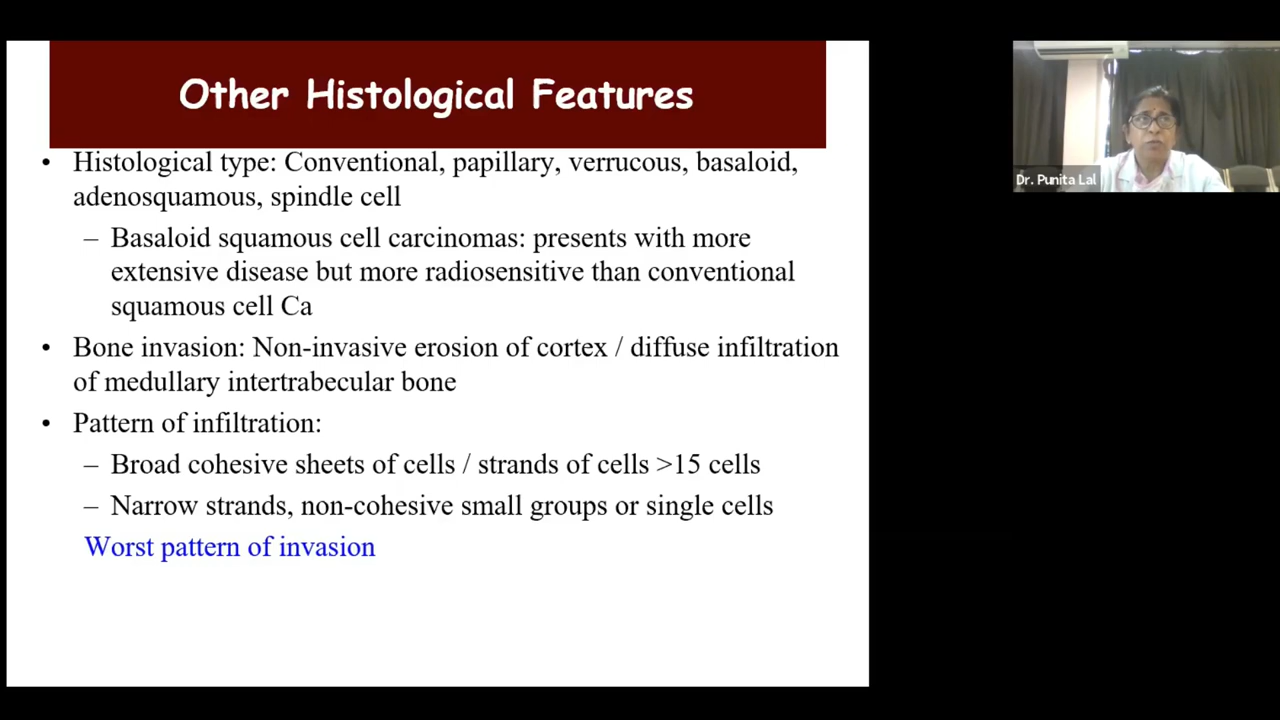 Other Histological Features
• Histological type: Conventional, papillary, verrucous, basaloid,
adenosquamous, spindle cell
– Basaloid squamous cell carcinomas: presents with more
extensive disease but more radiosensitive than conventional
squamous cell Ca
• Bone invasion: Non-invasive erosion of cortex / diffuse infiltration
of medullary intertrabecular bone
• Pattern of infiltration:
– Broad cohesive sheets of cells / strands of cells >15 cells
– Narrow strands, non-cohesive small groups or single cells
Worst pattern of invasion
Dr. Punita Lal